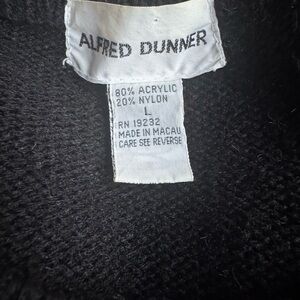 ALFRED DUNNER
80% ACRYLIC
20% NYLON
L
RN 19232
MADE IN MACAU
CARE SEE REVERSE